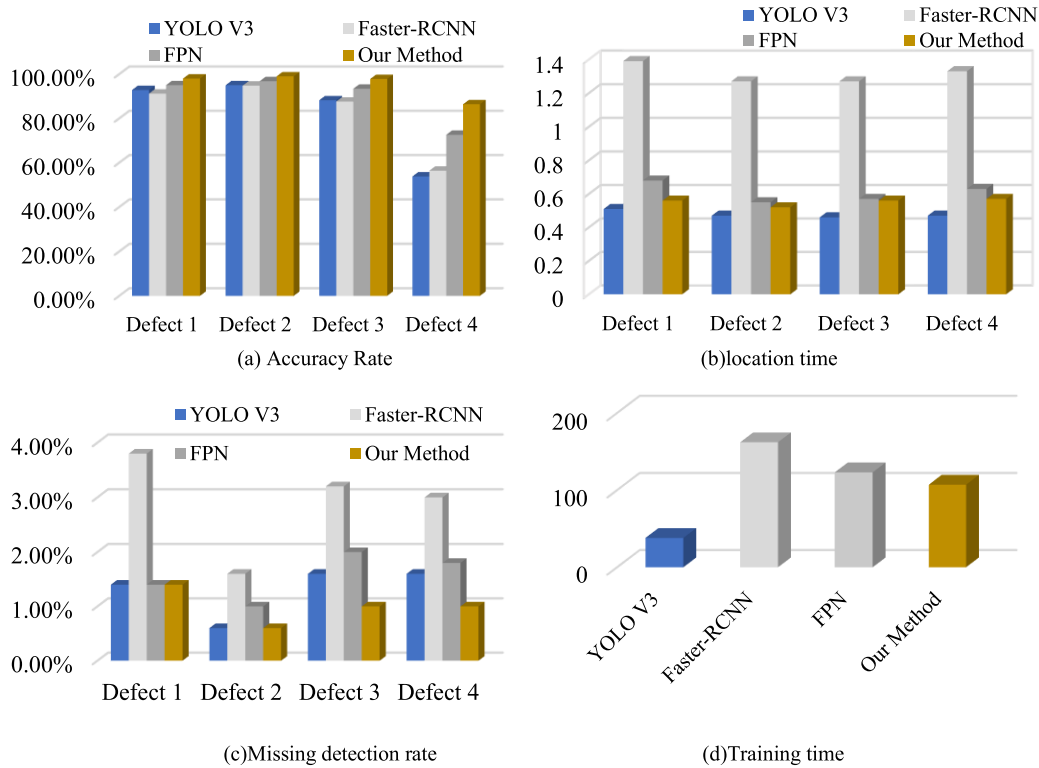 YOLO V3 Faster-RCNN
FPN Our Method
100.00%
80.00%
60.00%
40.00%
20.00%
0.00%
Defect 1 Defect 2 Defect 3 Defect 4
(a) Accuracy Rate
YOLO V3 Faster-RCNN
FPN Our Method
1.4
1.2
1
0.8
0.6
0.4
0.2
0
Defect 1 Defect 2 Defect 3 Defect 4
(b)location time
YOLO V3 Faster-RCNN
FPN Our Method
4.00%
3.00%
2.00%
1.00%
0.00%
Defect 1 Defect 2 Defect 3 Defect 4
(c)Missing detection rate
200
100
0
YOLO V3
Faster-RCNN
FPN
Our Method
(d)Training time